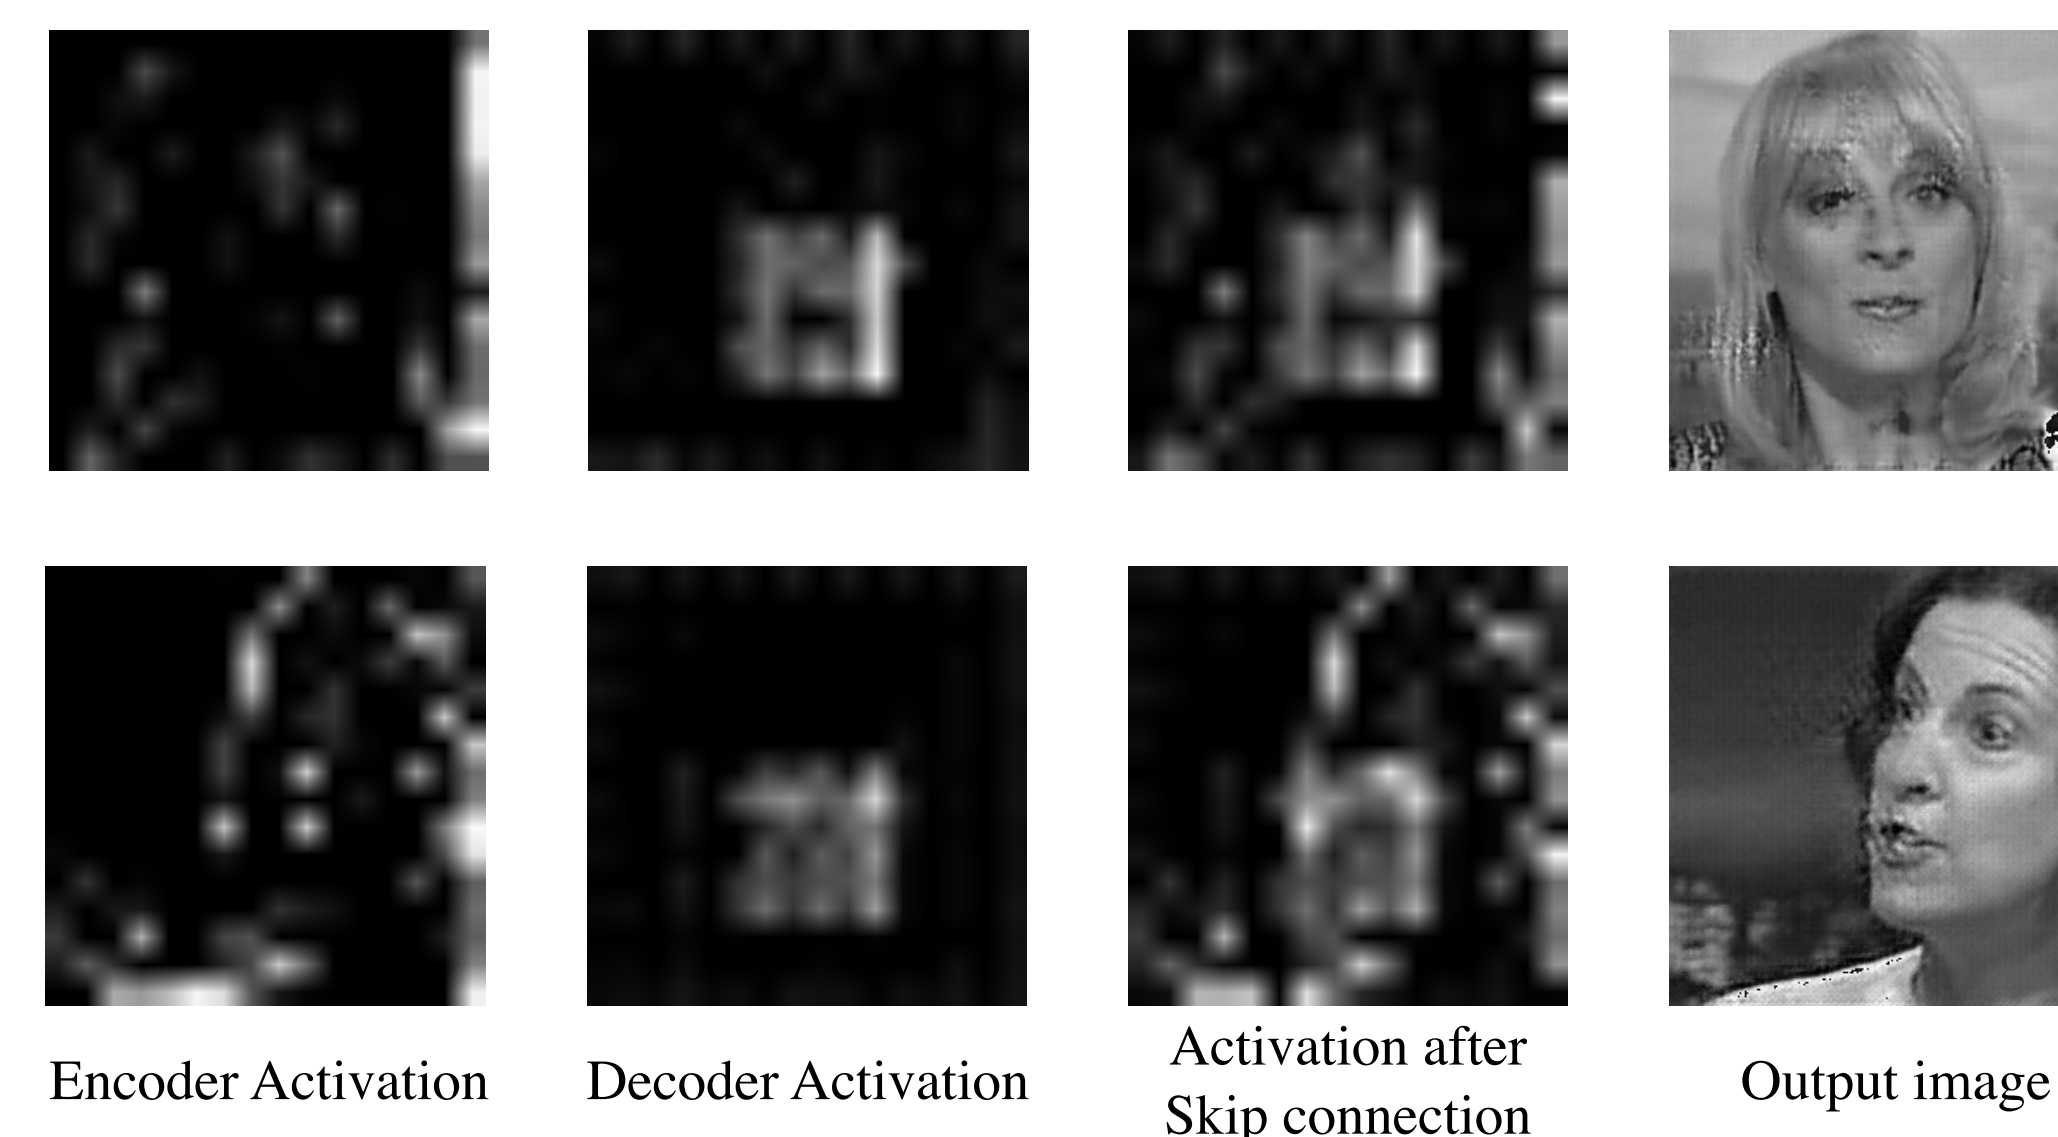 Encoder Activation
Decoder Activation
Activation after
Skip connection
Output image